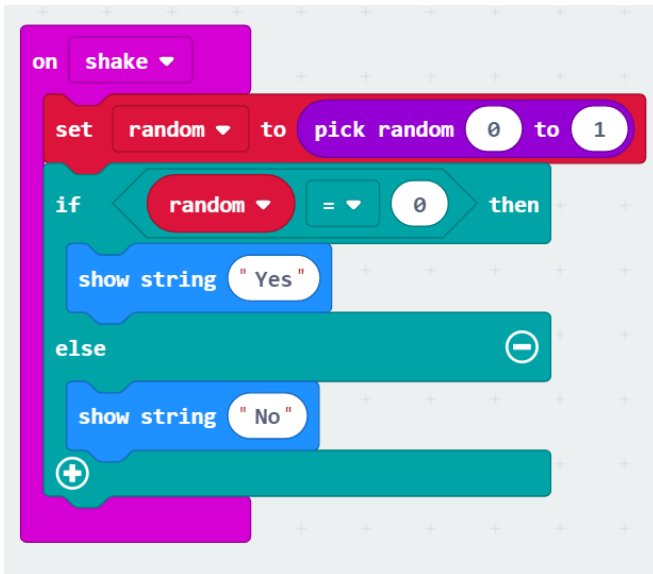 on shake
set random to pick random 0 to 1
if random = 0 then
show string "Yes"
else
show string "No"